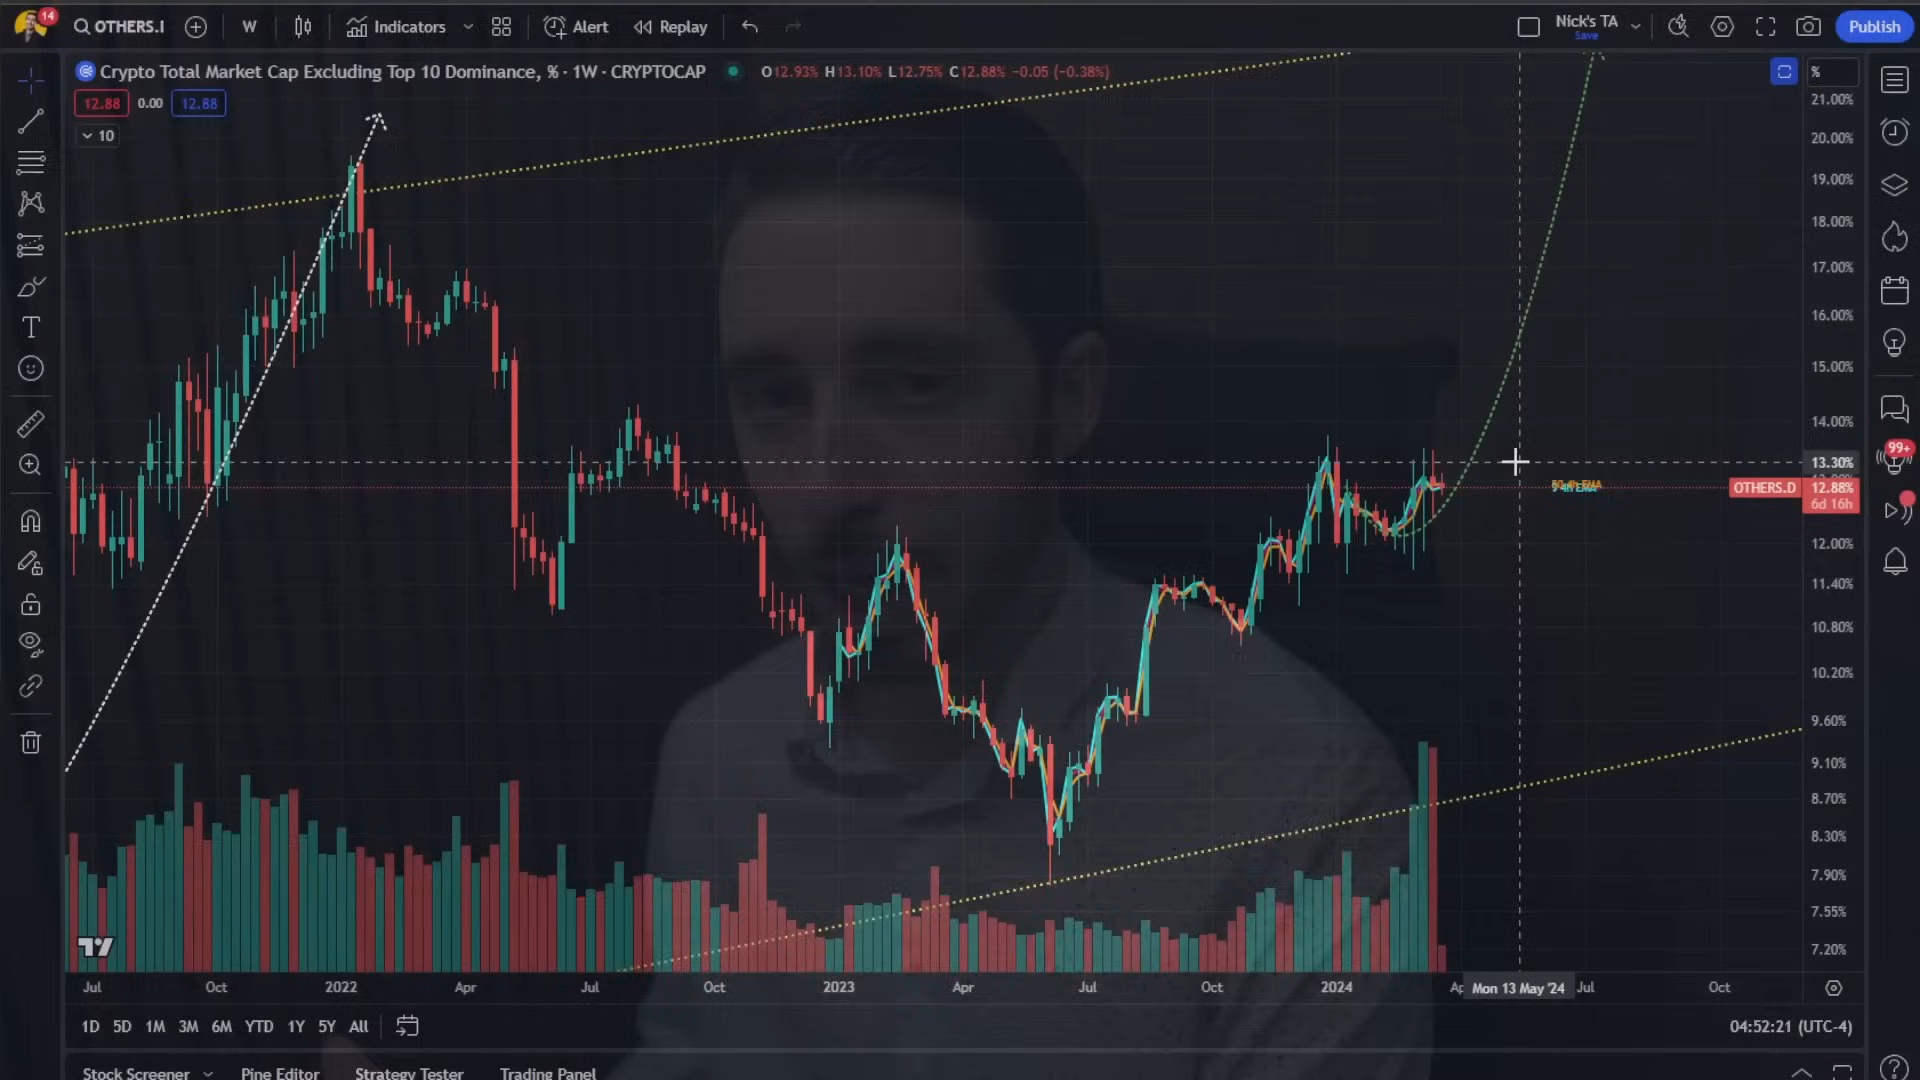 14
OTHERS.I
W
Indicators
Alert
Replay
Nick's TA
Save
Publish
Crypto Total Market Cap Excluding Top 10 Dominance, % · 1W · CRYPTOCAP
O12.93% H13.10% L12.75% C12.88% −0.05 (−0.38%)
12.88 0.00 12.88
10
%
21.00%
20.00%
19.00%
18.00%
17.00%
16.00%
15.00%
14.00%
13.30%
OTHERS.D 12.88%
6d 16h
12.00%
11.40%
10.80%
10.20%
9.60%
9.10%
8.70%
8.30%
7.90%
7.55%
7.20%
99+
Jul Oct 2022 Apr Jul Oct 2023 Apr Jul Oct 2024 Ap Mon 13 May '24 Jul Oct
1D 5D 1M 3M 6M YTD 1Y 5Y All
04:52:21 (UTC-4)
Stock Screener Pine Editor Strategy Tester Trading Panel